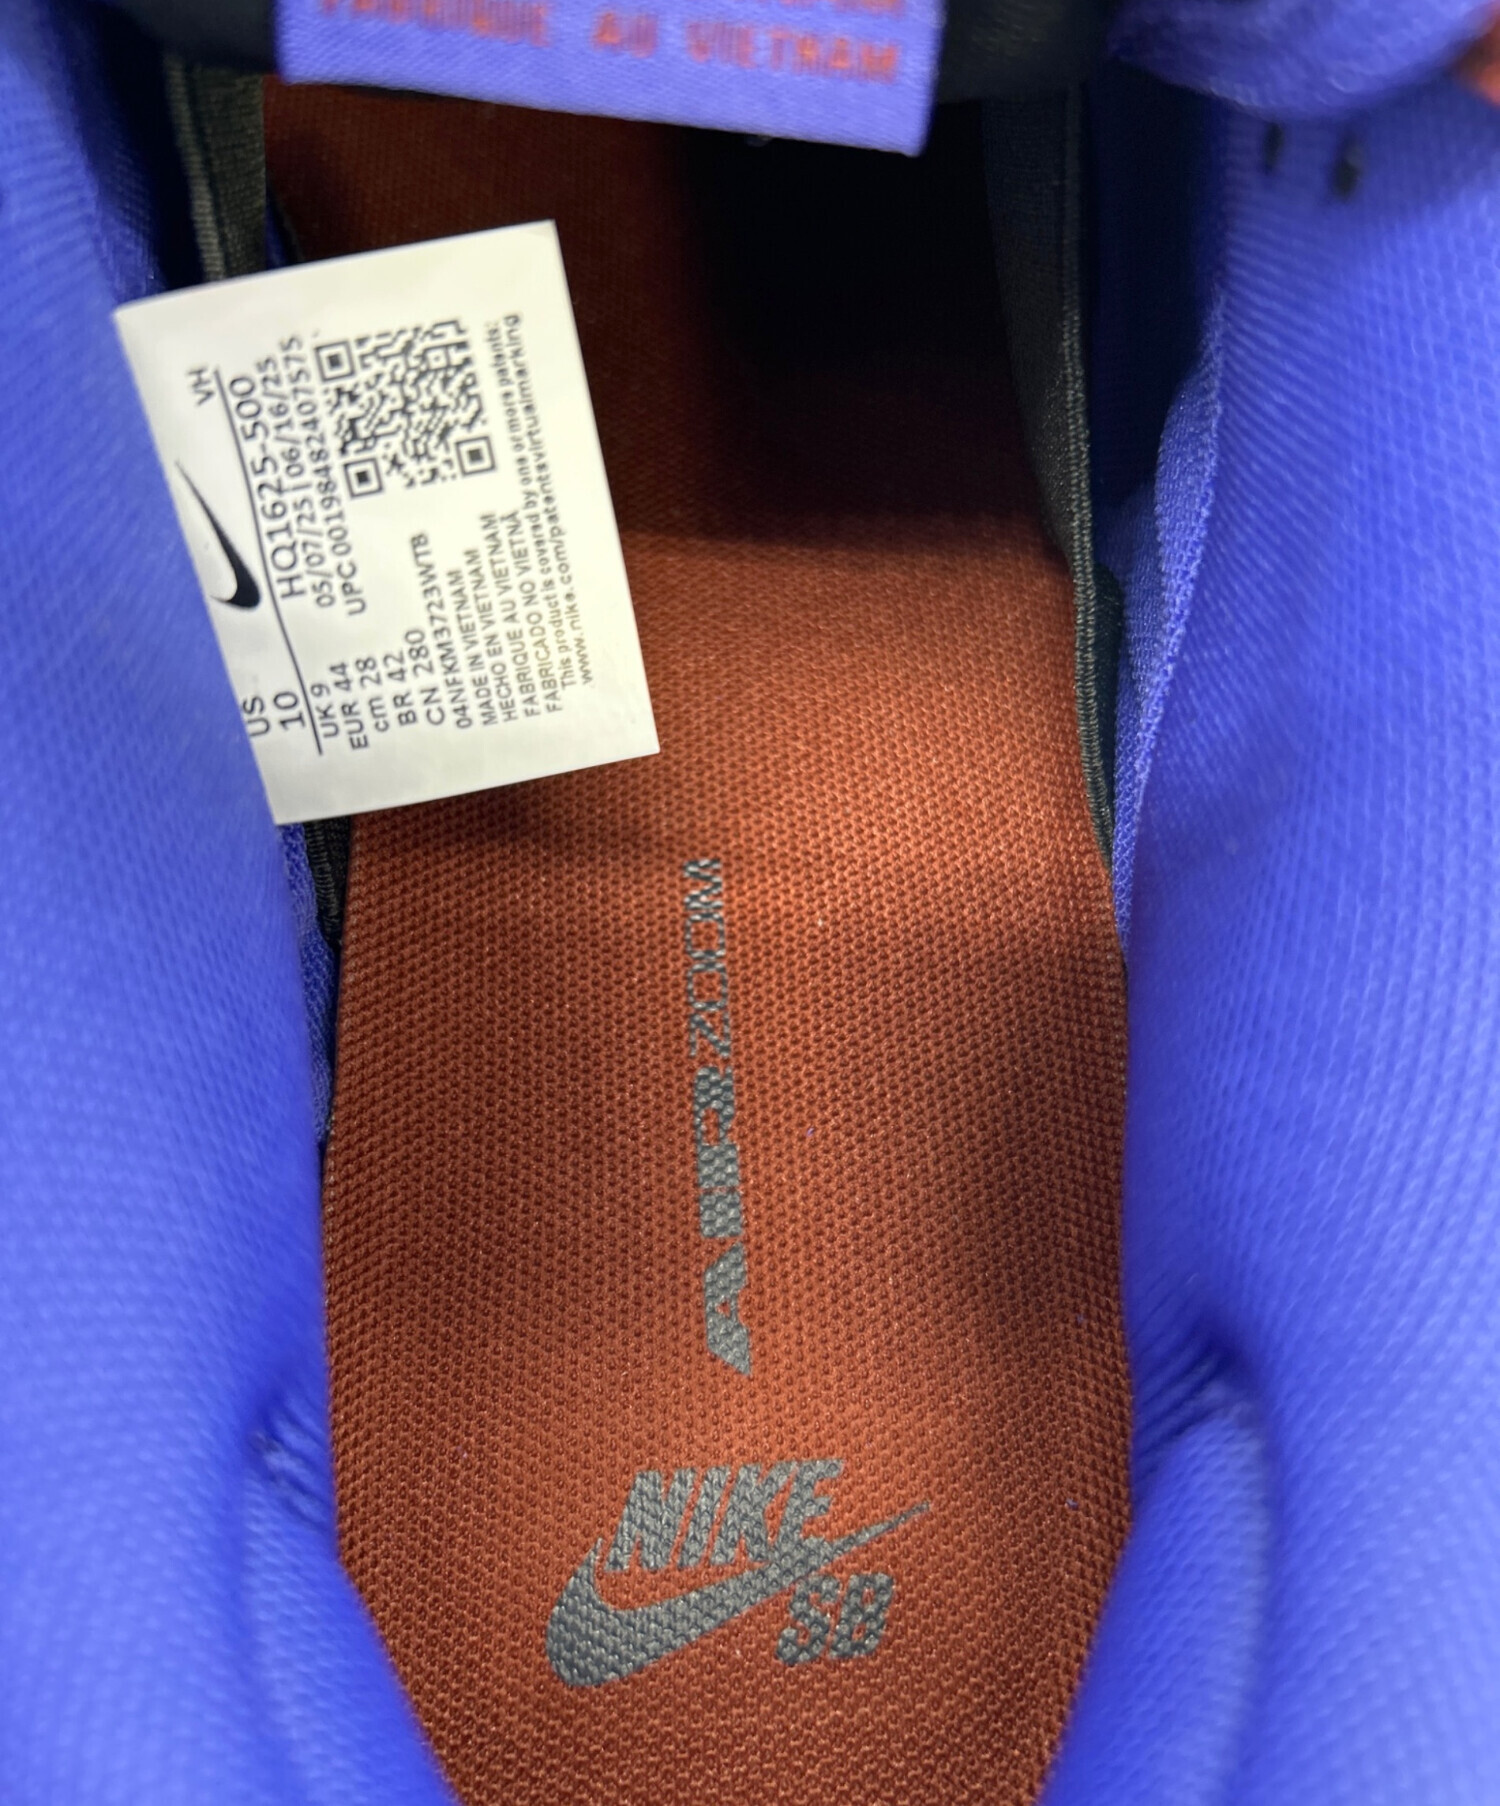 FABRIQUE AU VIETNAM
VH
US
10
HQ1625-500
UK 9
05/07/25|06/16/25
EUR 44
UPC 00198482407575
cm 28
BR 42
CN 280
04NFKM3723WTB
MADE IN VIETNAM
HECHO EN VIETNAM
FABRIQUE AU VIETNAM
FABRICADO NO VIETNÃ
This product is covered by one or more patents:
www.nike.com/patentsvirtualmarking
AIR ZOOM
NIKE
SB